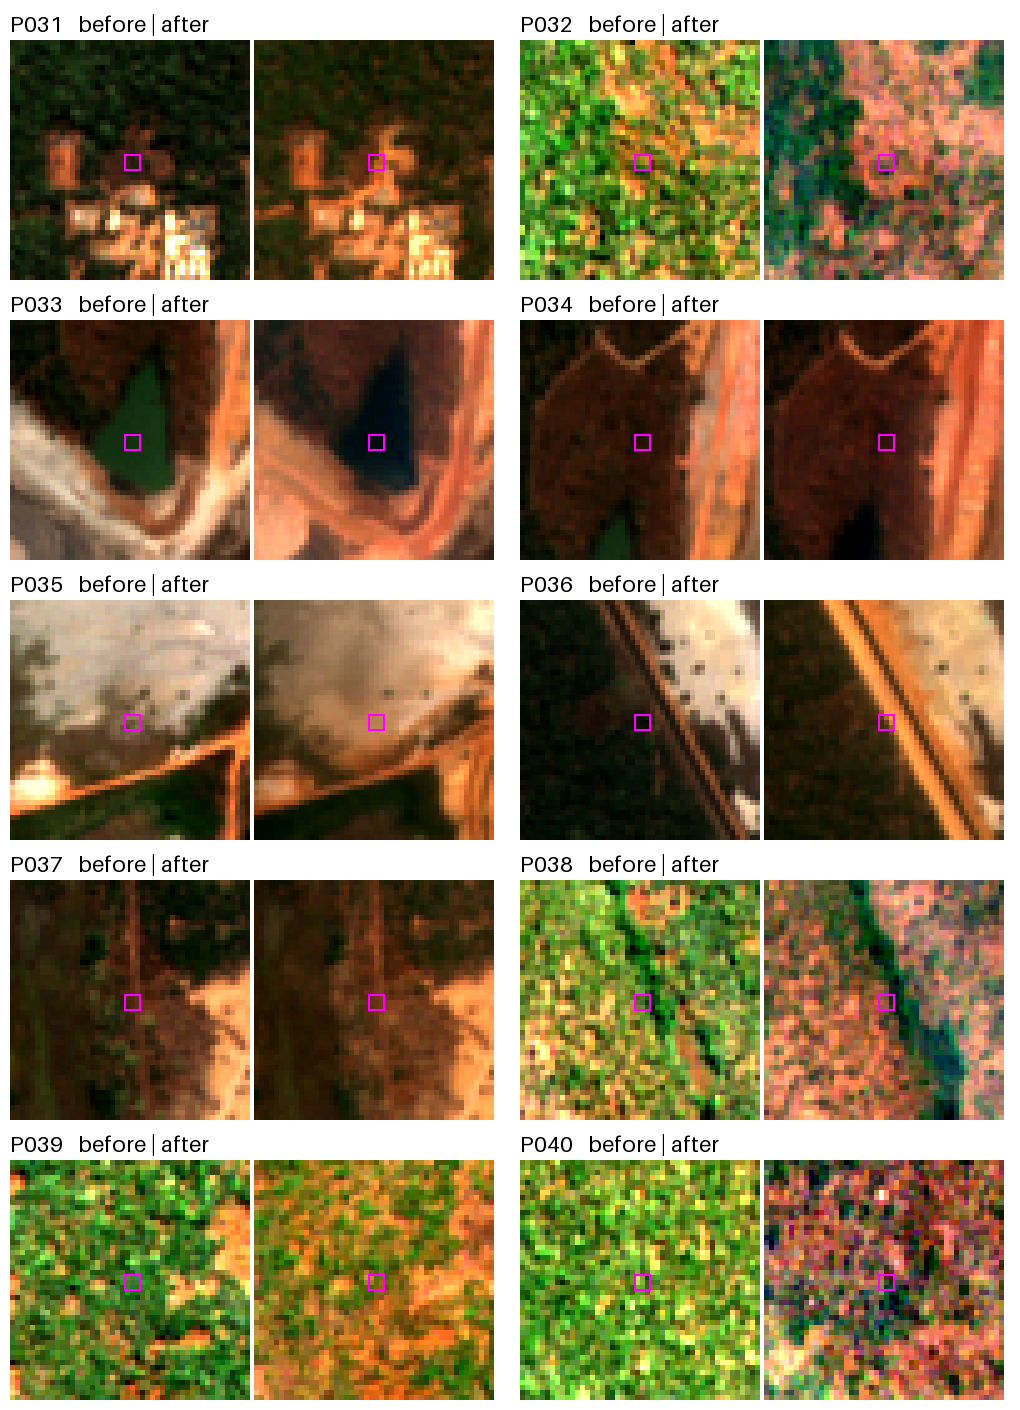 P031 before | after
P032 before | after
P033 before | after
P034 before | after
P035 before | after
P036 before | after
P037 before | after
P038 before | after
P039 before | after
P040 before | after